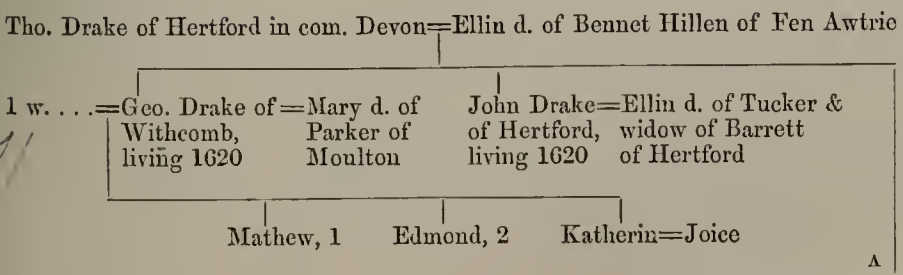 Tho. Drake of Hertford in com. Devon=Ellin d. of Bennet Hillen of Fen Awtrie
1 w. . . .=Geo. Drake of=Mary d. of John Drake=Ellin d. of Tucker &
Withcomb, Parker of of Hertford, widow of Barrett
living 1620 Moulton living 1620 of Hertford
Mathew, 1 Edmond, 2 Katherin=Joice
A